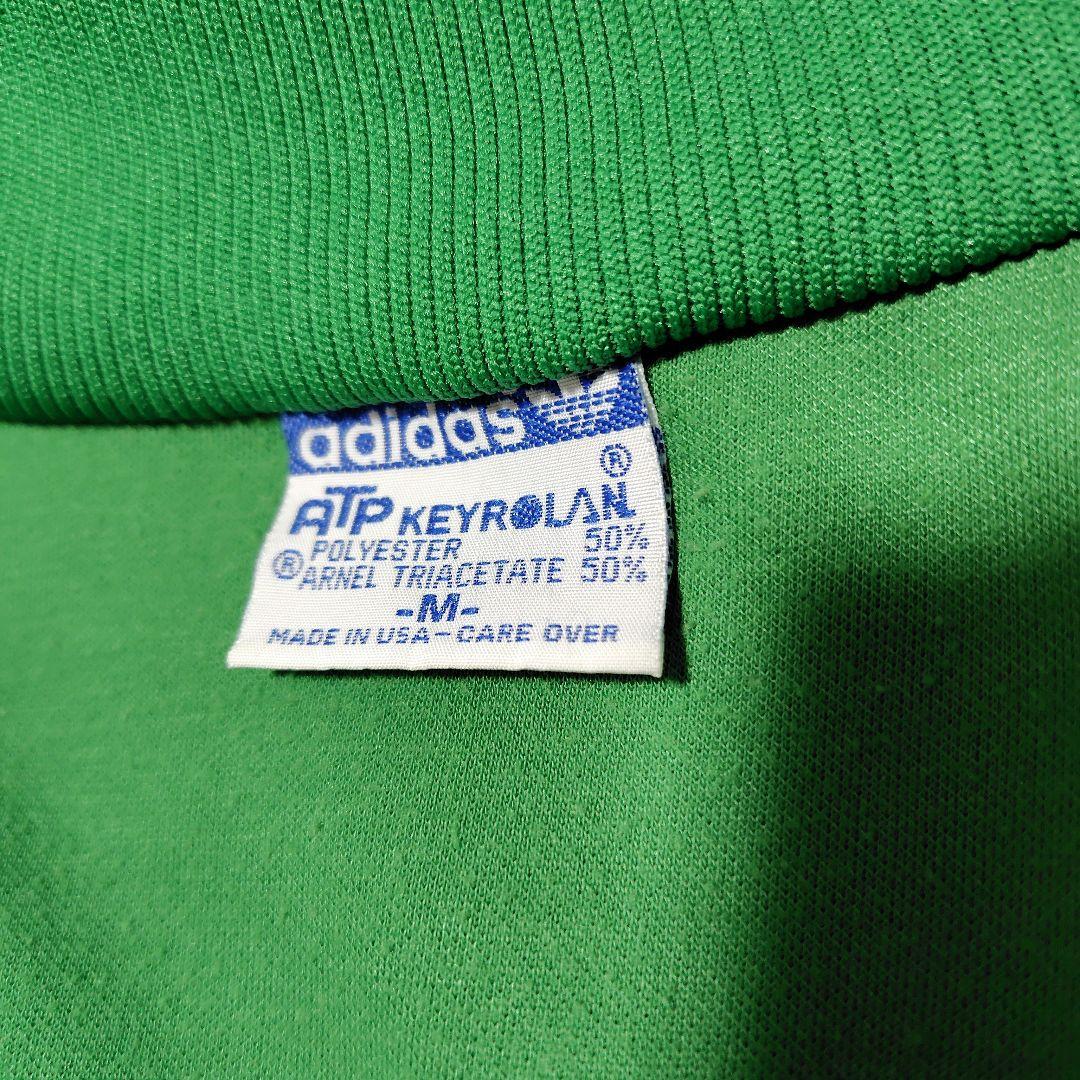 adidas
ATP KEYROLAN®
POLYESTER 50%
®ARNEL TRIACETATE 50%
-M-
MADE IN USA-CARE OVER